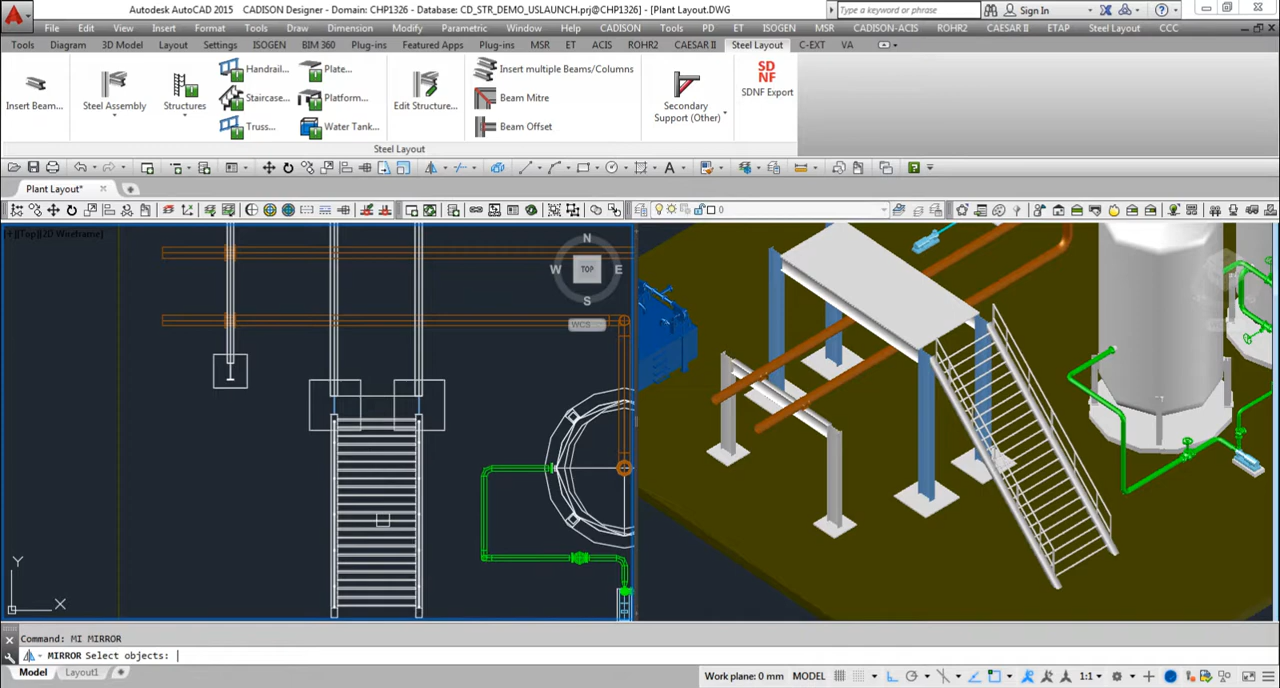 Autodesk AutoCAD 2015 CADISON Designer - Domain: CHP1326 - Database: CD_STR_DEMO_USLAUNCH.prj@CHP1326] - [Plant Layout.DWG Type a keyword or phrase Sign In
File Edit View Insert Format Tools Draw Dimension Modify Parametric Window Help CADISON Tools PD ET ISOGEN MSR CADISON-ACIS ROHR2 CAESAR II ETAP Steel Layout CCC
Tools Diagram 3D Model Layout Settings ISOGEN BIM 360 Plug-ins Featured Apps Plug-ins MSR ET ACIS ROHR2 CAESAR II Steel Layout C-EXT VA
Insert Beam... Steel Assembly Structures Handrail... Plate... Edit Structure... Insert multiple Beams/Columns Secondary Support (Other) SDNF SDNF Export
Staircase... Platform... Beam Mitre
Truss... Water Tank... Beam Offset
Steel Layout
Plant Layout*
0
[+][Top][2D Wireframe]
N
W TOP E
S
WCS
Y
X
Command: MI MIRROR
MIRROR Select objects:
Model Layout1 Work plane: 0 mm MODEL 1:1